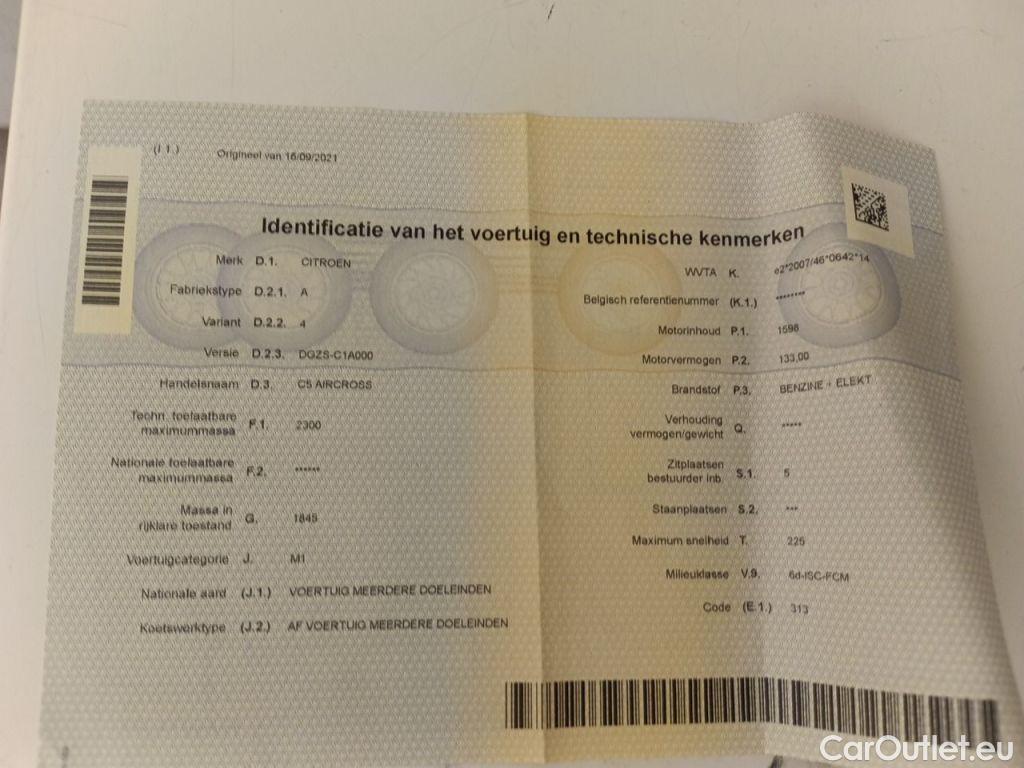 (I 1.) Origineel van 16/09/2021
Identificatie van het voertuig en technische kenmerken
Merk D.1. CITROEN
Fabriekstype D.2.1. A
Variant D.2.2. 4
Versie D.2.3. DGZS-C1A000
Handelsnaam D.3. C5 AIRCROSS
Techn. toelaatbare
maximummassa F.1. 2300
Nationale toelaatbare
maximummassa F.2. ******
Massa in
rijklare toestand G. 1845
Voertuigcategorie J. M1
Nationale aard (J.1.) VOERTUIG MEERDERE DOELEINDEN
Koetswerktype (J.2.) AF VOERTUIG MEERDERE DOELEINDEN
WVTA K. e2*2007/46*0642*14
Belgisch referentienummer (K.1.) ********
Motorinhoud P.1. 1598
Motorvermogen P.2. 133,00
Brandstof P.3. BENZINE + ELEKT
Verhouding
vermogen/gewicht Q. *****
Zitplaatsen
bestuurder inb. S.1. 5
Staanplaatsen S.2. ***
Maximum snelheid T. 225
Milieuklasse V.9. 6d-ISC-FCM
Code (E.1.) 313
CarOutlet.eu